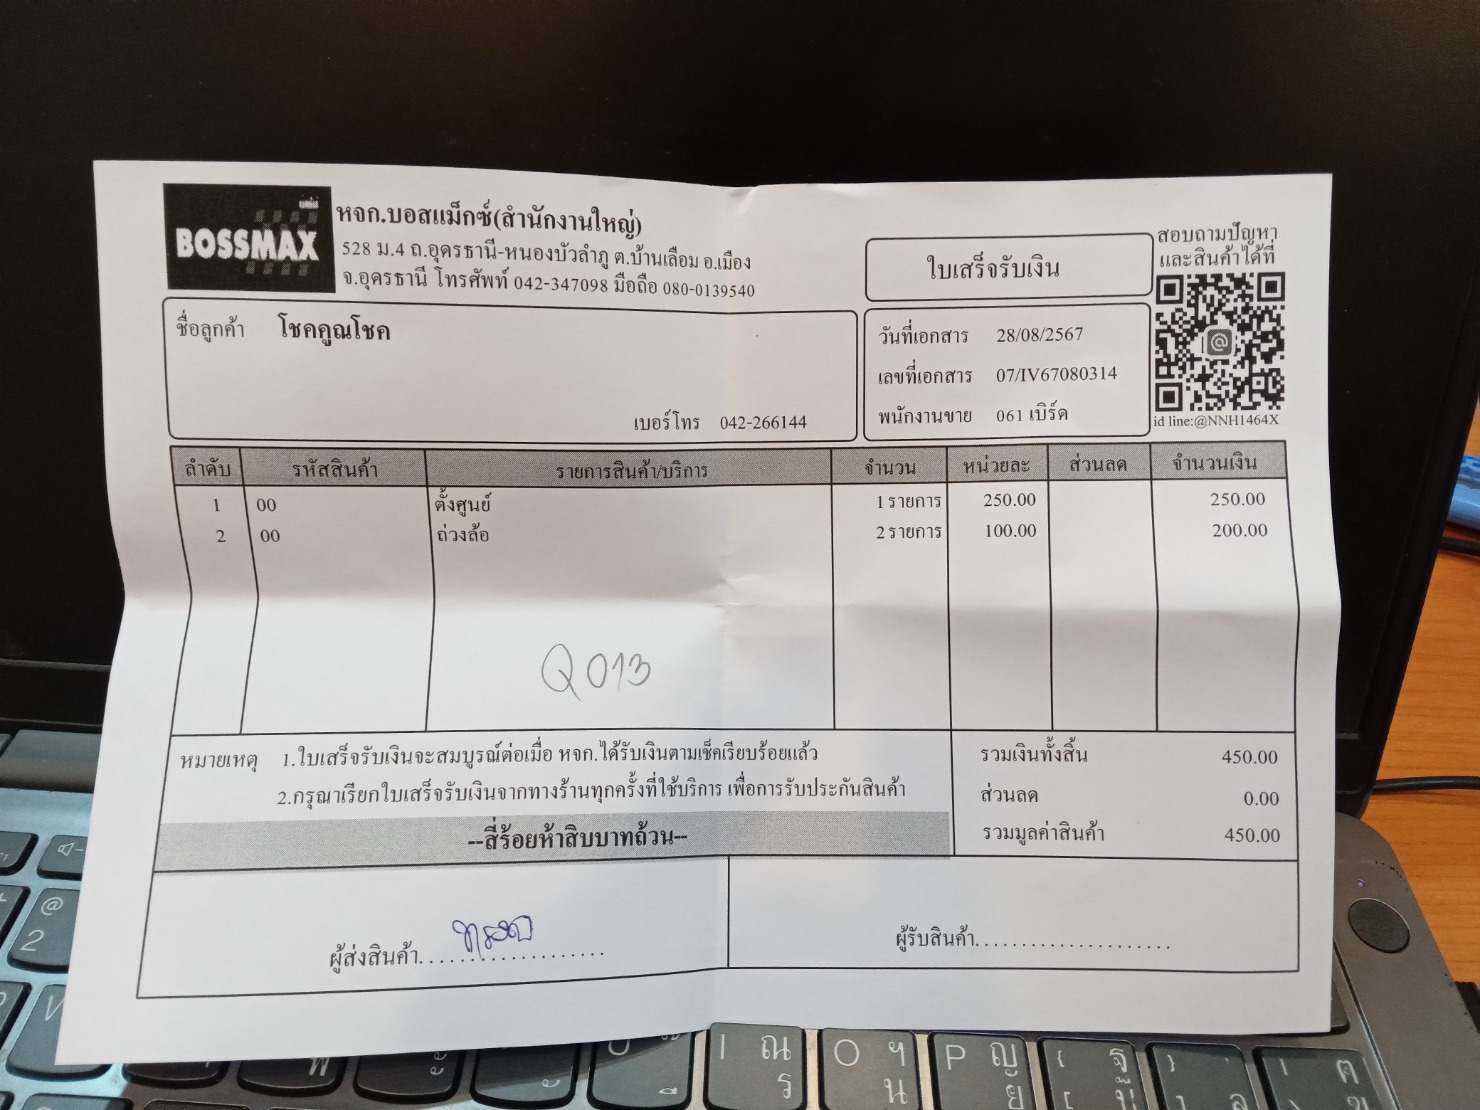 BOSSMAX
หจก.บอสแม็กซ์(สำนักงานใหญ่)
528 ม.4 ถ.อุดรธานี-หนองบัวลำภู ต.บ้านเลื่อม อ.เมือง
จ.อุดรธานี โทรศัพท์ 042-347098 มือถือ 080-0139540
ใบเสร็จรับเงิน
สอบถามปัญหา
และสินค้าได้ที่
id line:@NNH1464X
ชื่อลูกค้า โชคคูณโชค
เบอร์โทร 042-266144
วันที่เอกสาร 28/08/2567
เลขที่เอกสาร 07/IV67080314
พนักงานขาย 061 เบิร์ด
ลำดับ รหัสสินค้า รายการสินค้า/บริการ จำนวน หน่วยละ ส่วนลด จำนวนเงิน
1 00 ตั้งศูนย์ 1 รายการ 250.00 250.00
2 00 ถ่วงล้อ 2 รายการ 100.00 200.00
Q013
หมายเหตุ 1.ใบเสร็จรับเงินจะสมบูรณ์ต่อเมื่อ หจก.ได้รับเงินตามเช็คเรียบร้อยแล้ว
2.กรุณาเรียกใบเสร็จรับเงินจากทางร้านทุกครั้งที่ใช้บริการ เพื่อการรับประกันสินค้า
--สี่ร้อยห้าสิบบาทถ้วน--
รวมเงินทั้งสิ้น 450.00
ส่วนลด 0.00
รวมมูลค่าสินค้า 450.00
ผู้ส่งสินค้า....................
ผู้รับสินค้า.....................